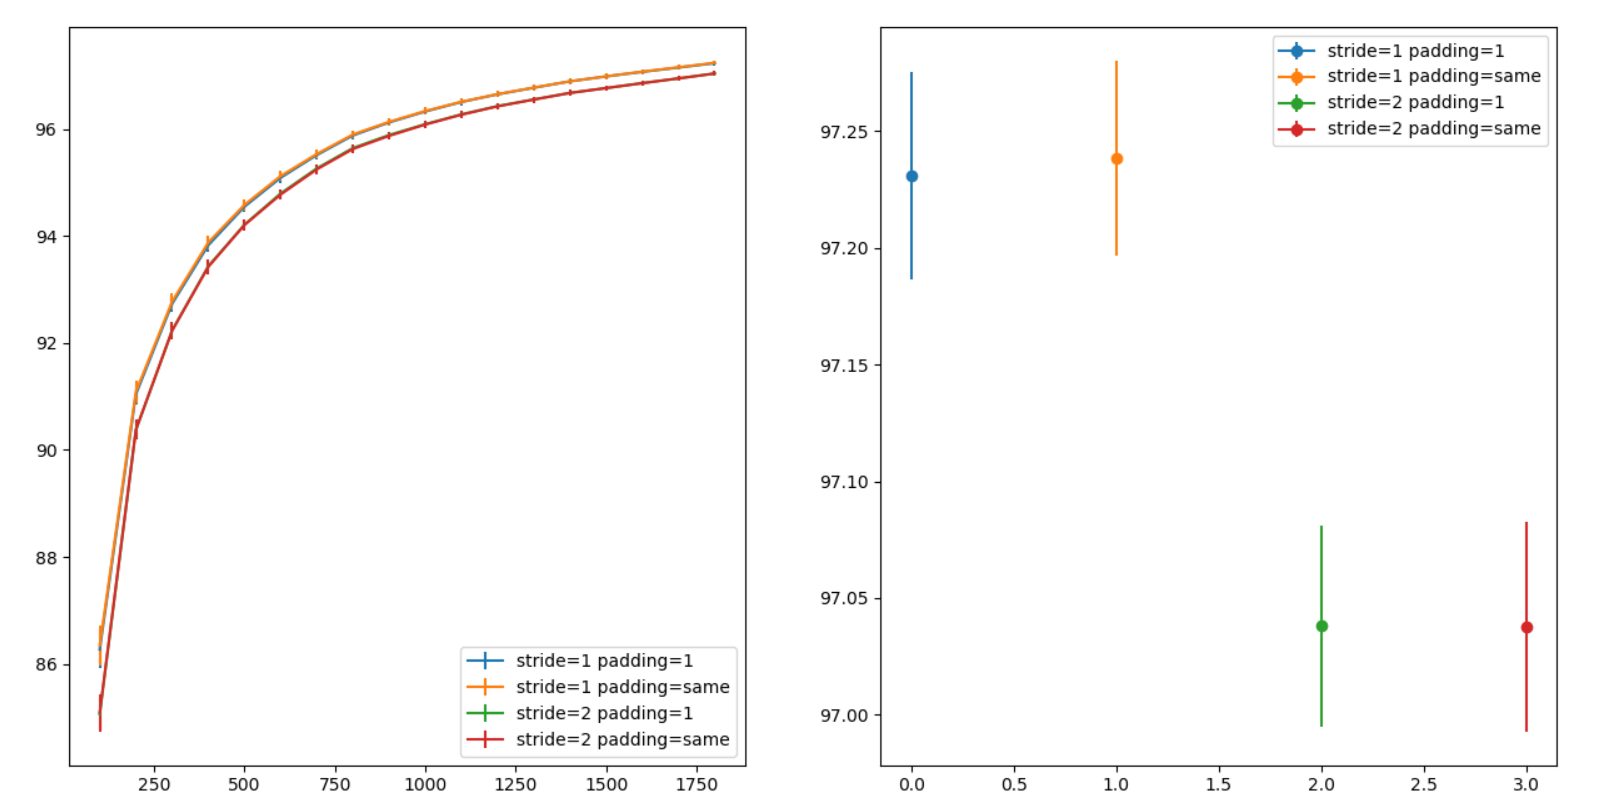 96
94
92
90
88
86
250 500 750 1000 1250 1500 1750
stride=1 padding=1
stride=1 padding=same
stride=2 padding=1
stride=2 padding=same
97.25
97.20
97.15
97.10
97.05
97.00
0.0 0.5 1.0 1.5 2.0 2.5 3.0
stride=1 padding=1
stride=1 padding=same
stride=2 padding=1
stride=2 padding=same